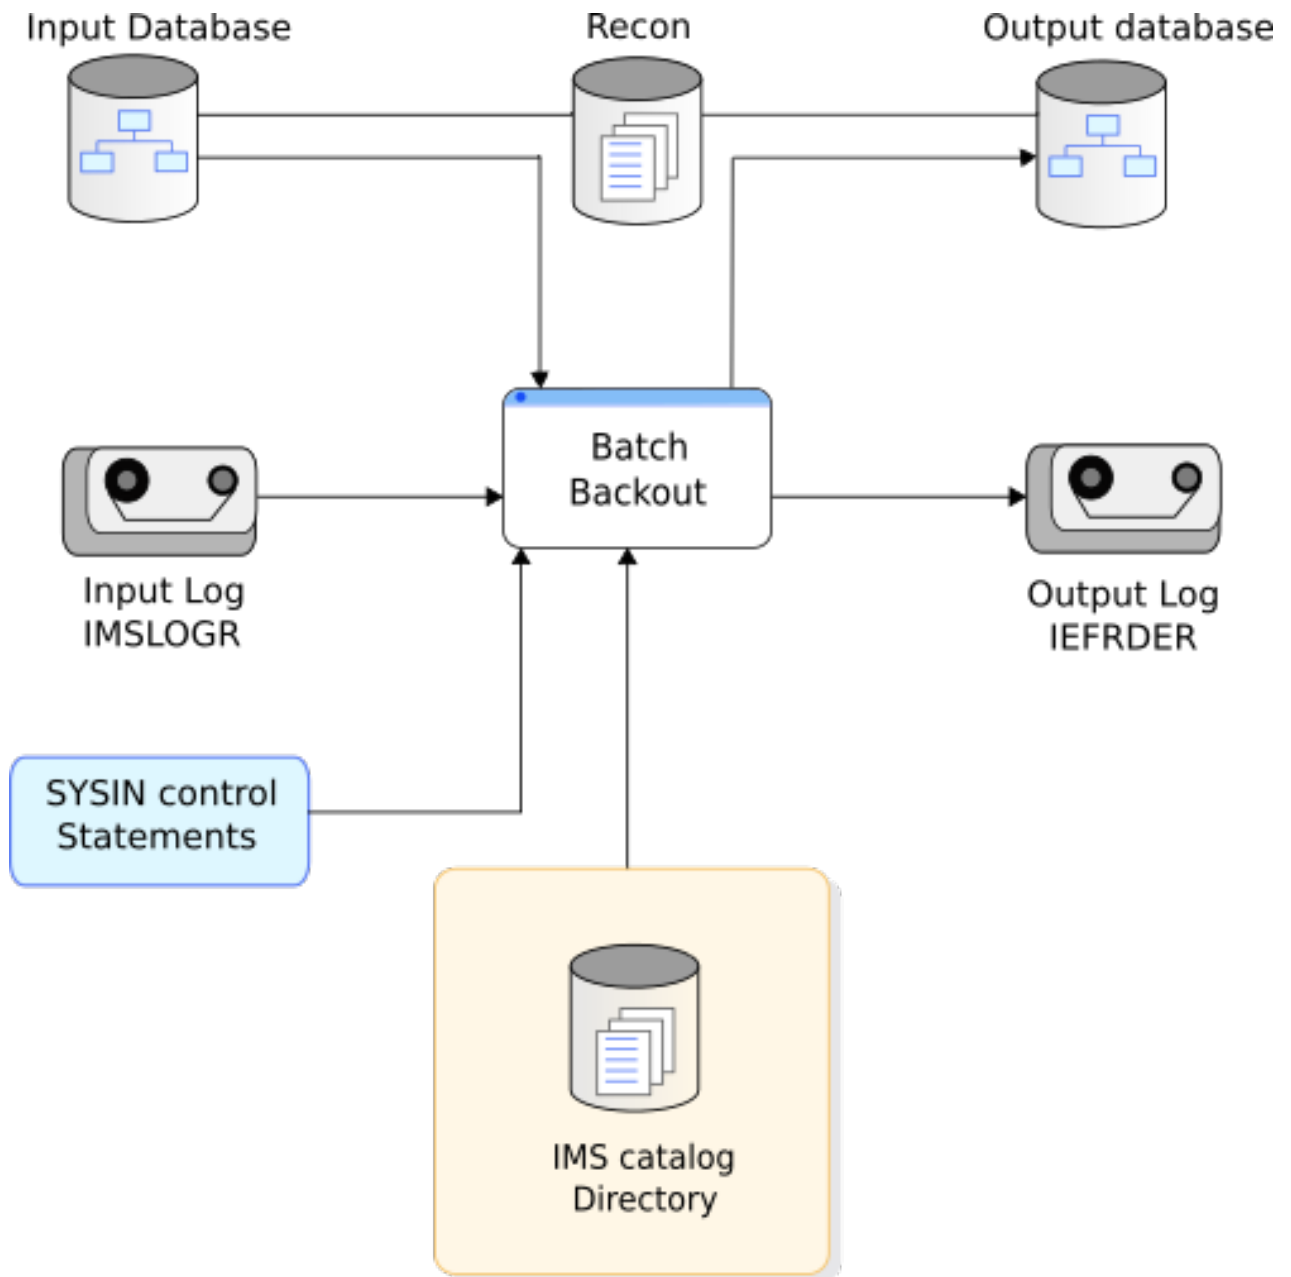 Input Database
Recon
Output database
Batch
Backout
Input Log
IMSLOGR
Output Log
IEFRDER
SYSIN control
Statements
IMS catalog
Directory